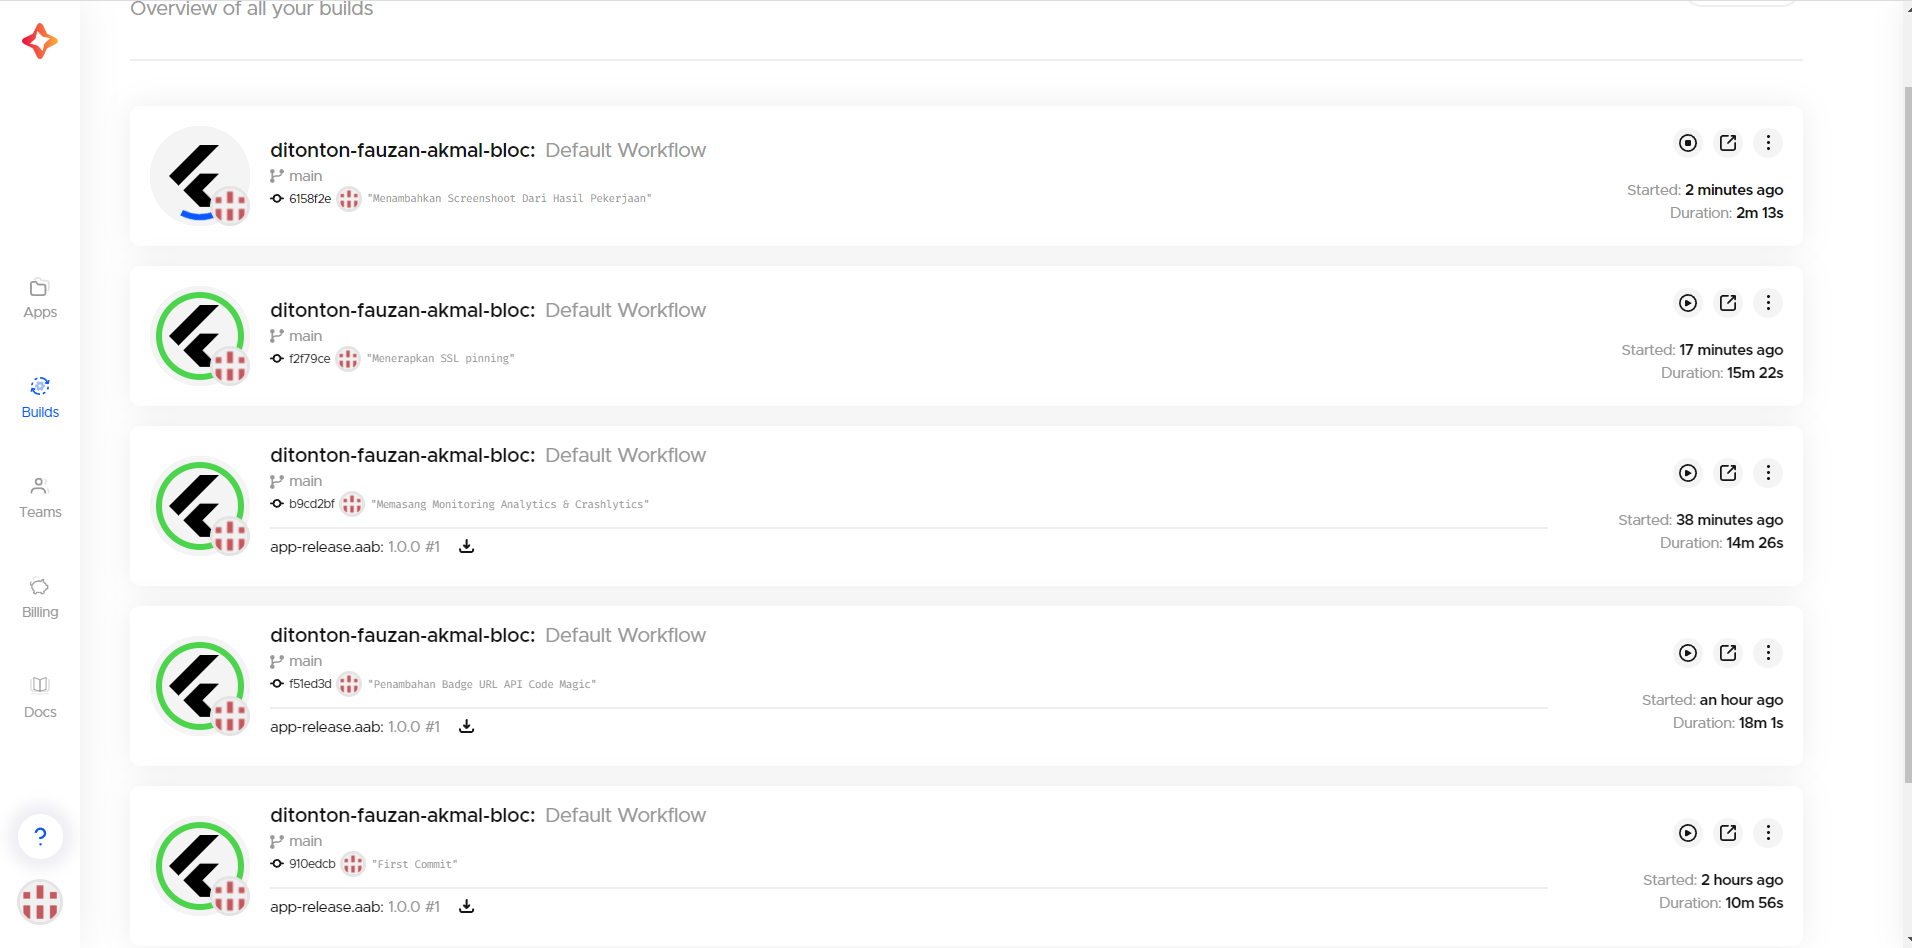 Overview of all your builds
ditonton-fauzan-akmal-bloc: Default Workflow
main
6158f2e "Menambahkan Screenshoot Dari Hasil Pekerjaan"
Started: 2 minutes ago
Duration: 2m 13s
ditonton-fauzan-akmal-bloc: Default Workflow
main
f2f79ce "Menerapkan SSL pinning"
Started: 17 minutes ago
Duration: 15m 22s
ditonton-fauzan-akmal-bloc: Default Workflow
main
b9cd2bf "Memasang Monitoring Analytics & Crashlytics"
app-release.aab: 1.0.0 #1
Started: 38 minutes ago
Duration: 14m 26s
ditonton-fauzan-akmal-bloc: Default Workflow
main
f51ed3d "Penambahan Badge URL API Code Magic"
app-release.aab: 1.0.0 #1
Started: an hour ago
Duration: 18m 1s
ditonton-fauzan-akmal-bloc: Default Workflow
main
910edcb "First Commit"
app-release.aab: 1.0.0 #1
Started: 2 hours ago
Duration: 10m 56s
Apps
Builds
Teams
Billing
Docs
?